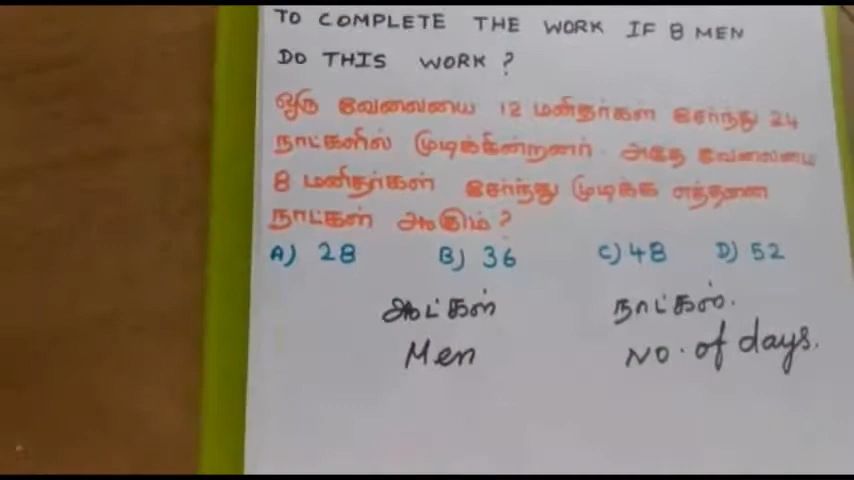 TO COMPLETE THE WORK IF 8 MEN
DO THIS WORK ?
ஒரு வேலையை 12 மனிதர்கள் சேர்ந்து 24
நாட்களில் முடிக்கின்றனர். அதே வேலையை
8 மனிதர்கள் சேர்ந்து முடிக்க எத்தனை
நாட்கள் ஆகும் ?
A) 28 B) 36 C) 48 D) 52
ஆட்கள் நாட்கள்.
Men No. of days.